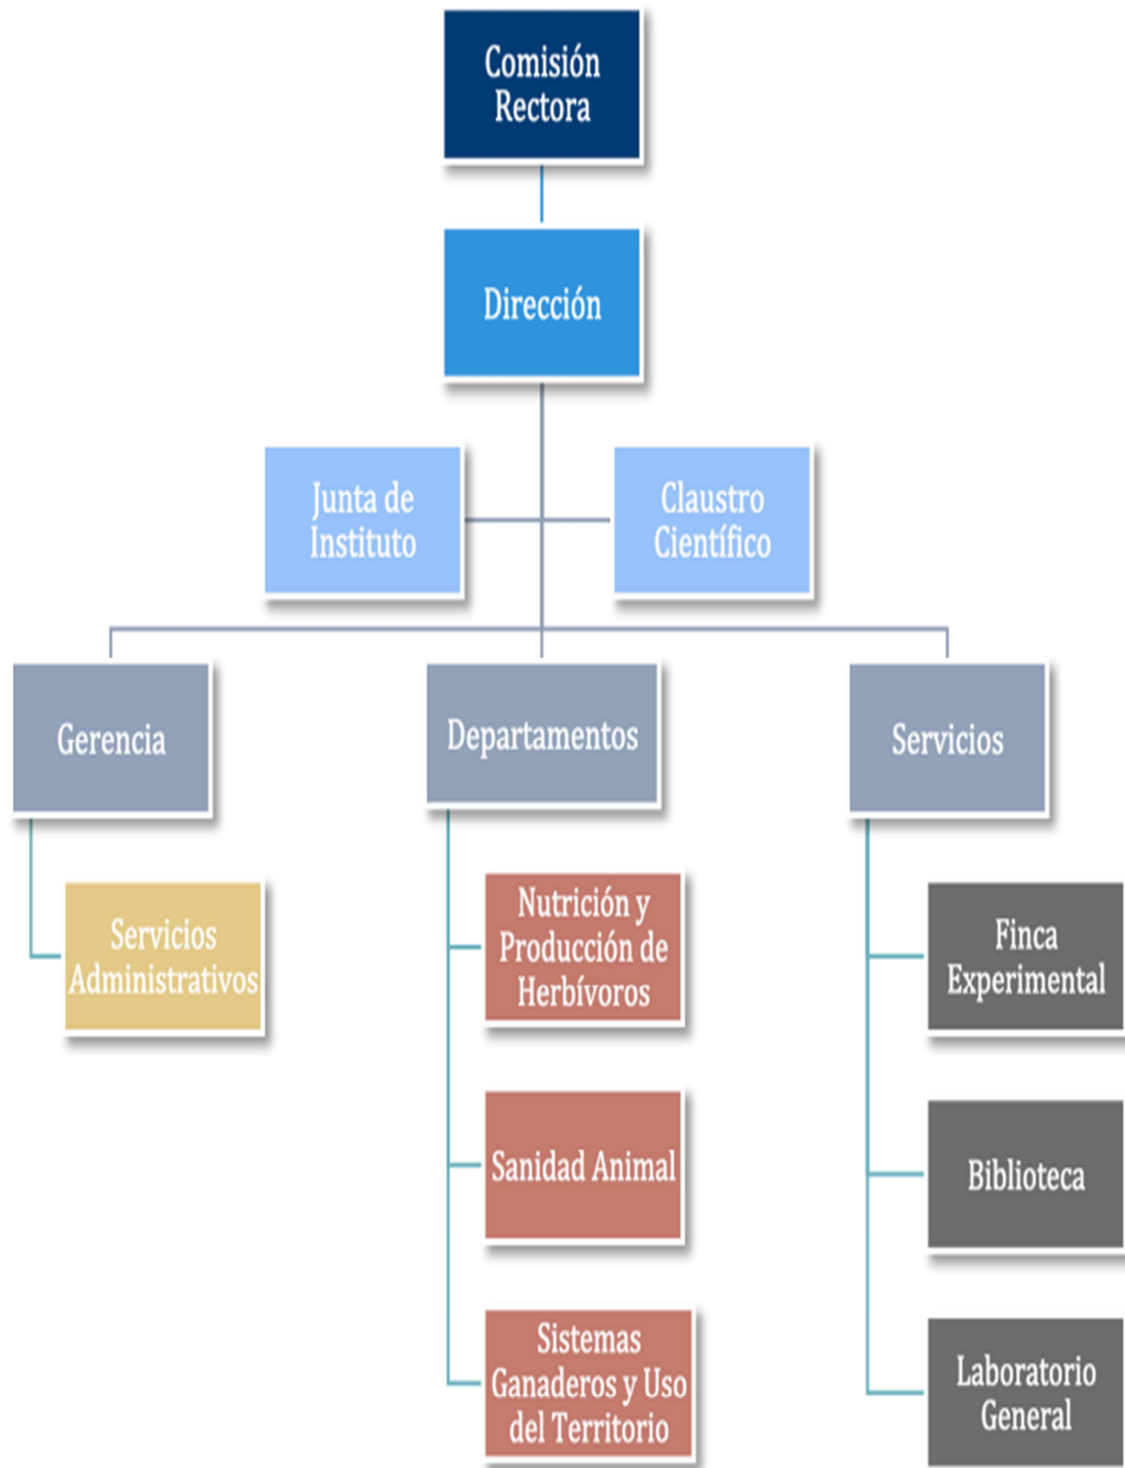 Comisión
Rectora
Dirección
Junta de
Instituto
Claustro
Científico
Gerencia
Departamentos
Servicios
Servicios
Administrativos
Nutrición y
Producción de
Herbívoros
Finca
Experimental
Sanidad Animal
Biblioteca
Sistemas
Ganaderos y Uso
del Territorio
Laboratorio
General